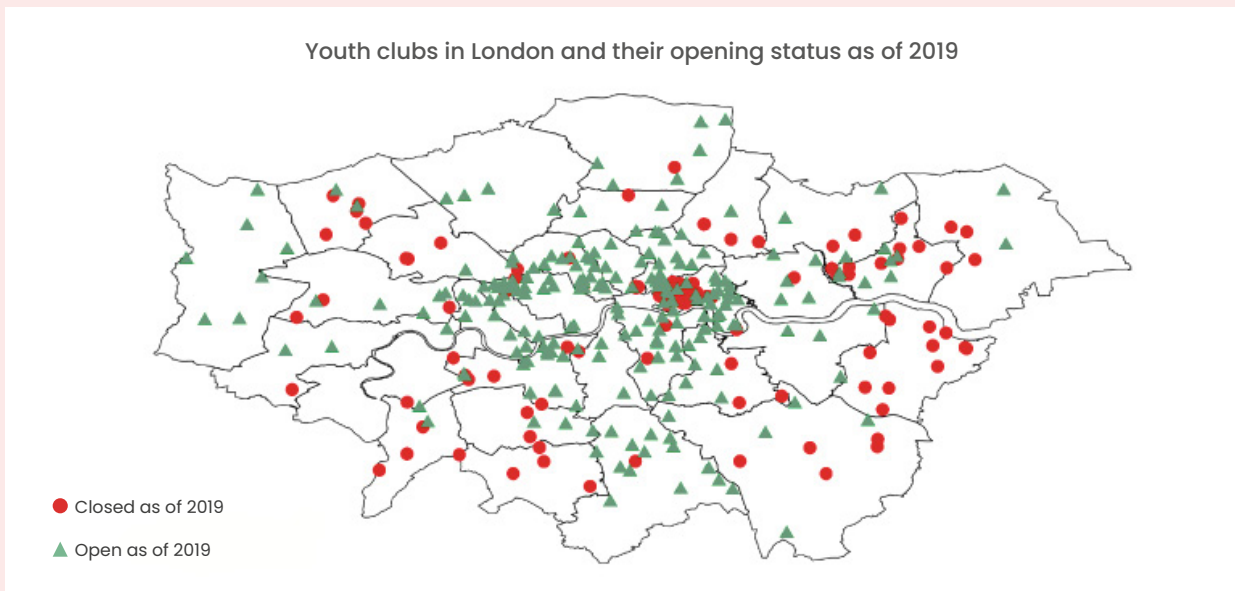 Youth clubs in London and their opening status as of 2019
Closed as of 2019
Open as of 2019